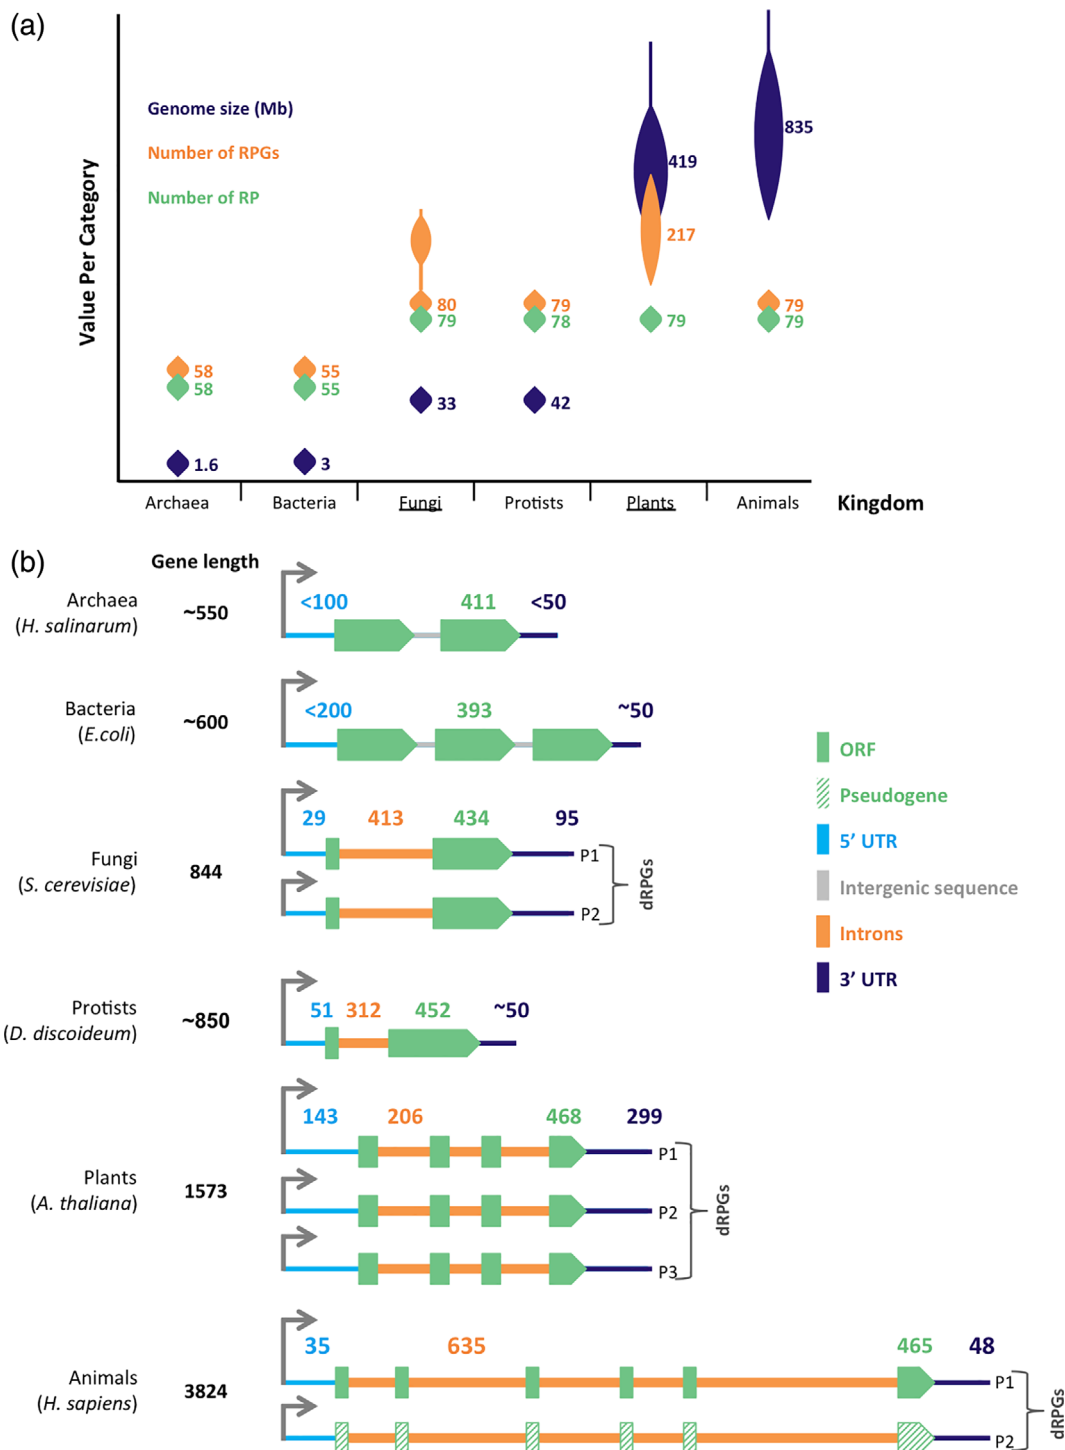 (a)
Value Per Category
Genome size (Mb)
Number of RPGs
Number of RP
835
419
217
80
79
79
78
79
79
79
58
58
55
55
33
42
1.6
3
Archaea
Bacteria
Fungi
Protists
Plants
Animals
Kingdom
(b)
Gene length
Archaea
(H. salinarum)
~550
<100
411
<50
Bacteria
(E.coli)
~600
<200
393
~50
Fungi
(S. cerevisiae)
844
29
413
434
95
P1
P2
dRPGs
Protists
(D. discoideum)
~850
51
312
452
~50
Plants
(A. thaliana)
1573
143
206
468
299
P1
P2
P3
dRPGs
Animals
(H. sapiens)
3824
35
635
465
48
P1
P2
dRPGs
ORF
Pseudogene
5' UTR
Intergenic sequence
Introns
3' UTR